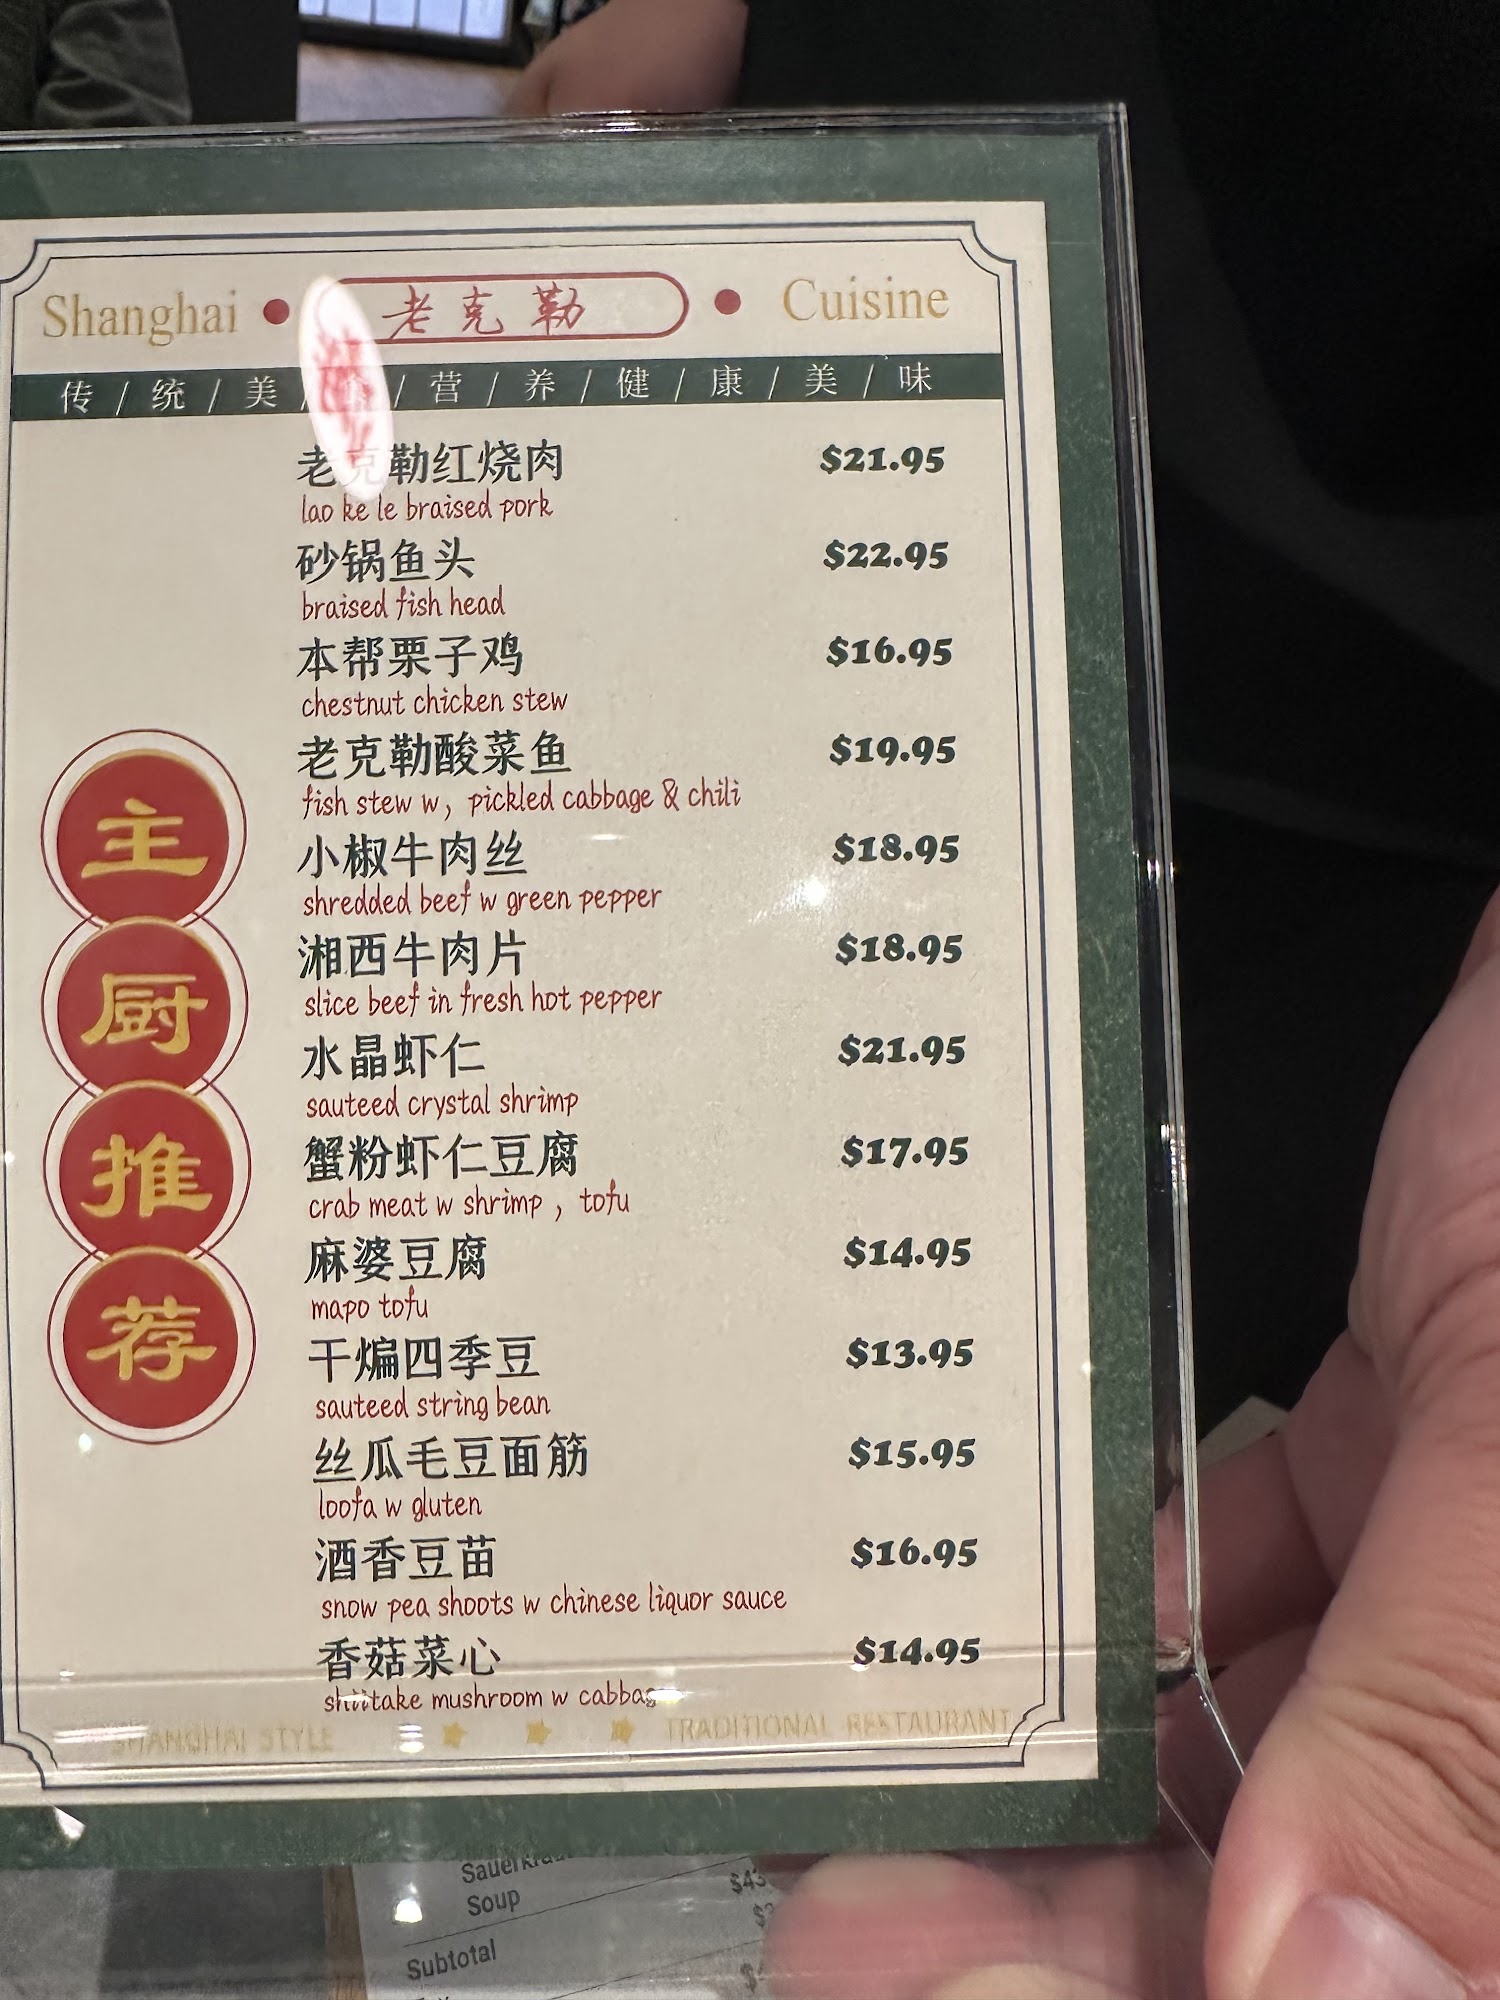 Shanghai ● 老克勒 ● Cuisine
传 / 统 / 美 / 食 / 营 / 养 / 健 / 康 / 美 / 味
老克勒红烧肉 $21.95
lao ke le braised pork
砂锅鱼头 $22.95
braised fish head
本帮栗子鸡 $16.95
chestnut chicken stew
老克勒酸菜鱼 $19.95
fish stew w, pickled cabbage & chili
小椒牛肉丝 $18.95
shredded beef w green pepper
湘西牛肉片 $18.95
slice beef in fresh hot pepper
水晶虾仁 $21.95
sauteed crystal shrimp
蟹粉虾仁豆腐 $17.95
crab meat w shrimp , tofu
麻婆豆腐 $14.95
mapo tofu
干煸四季豆 $13.95
sauteed string bean
丝瓜毛豆面筋 $15.95
loofa w gluten
酒香豆苗 $16.95
snow pea shoots w chinese liquor sauce
香菇菜心 $14.95
shiitake mushroom w cabbage
主
厨
推
荐
SHANGHAI STYLE ★ ★ ★ TRADITIONAL RESTAURANT
Soup
Subtotal